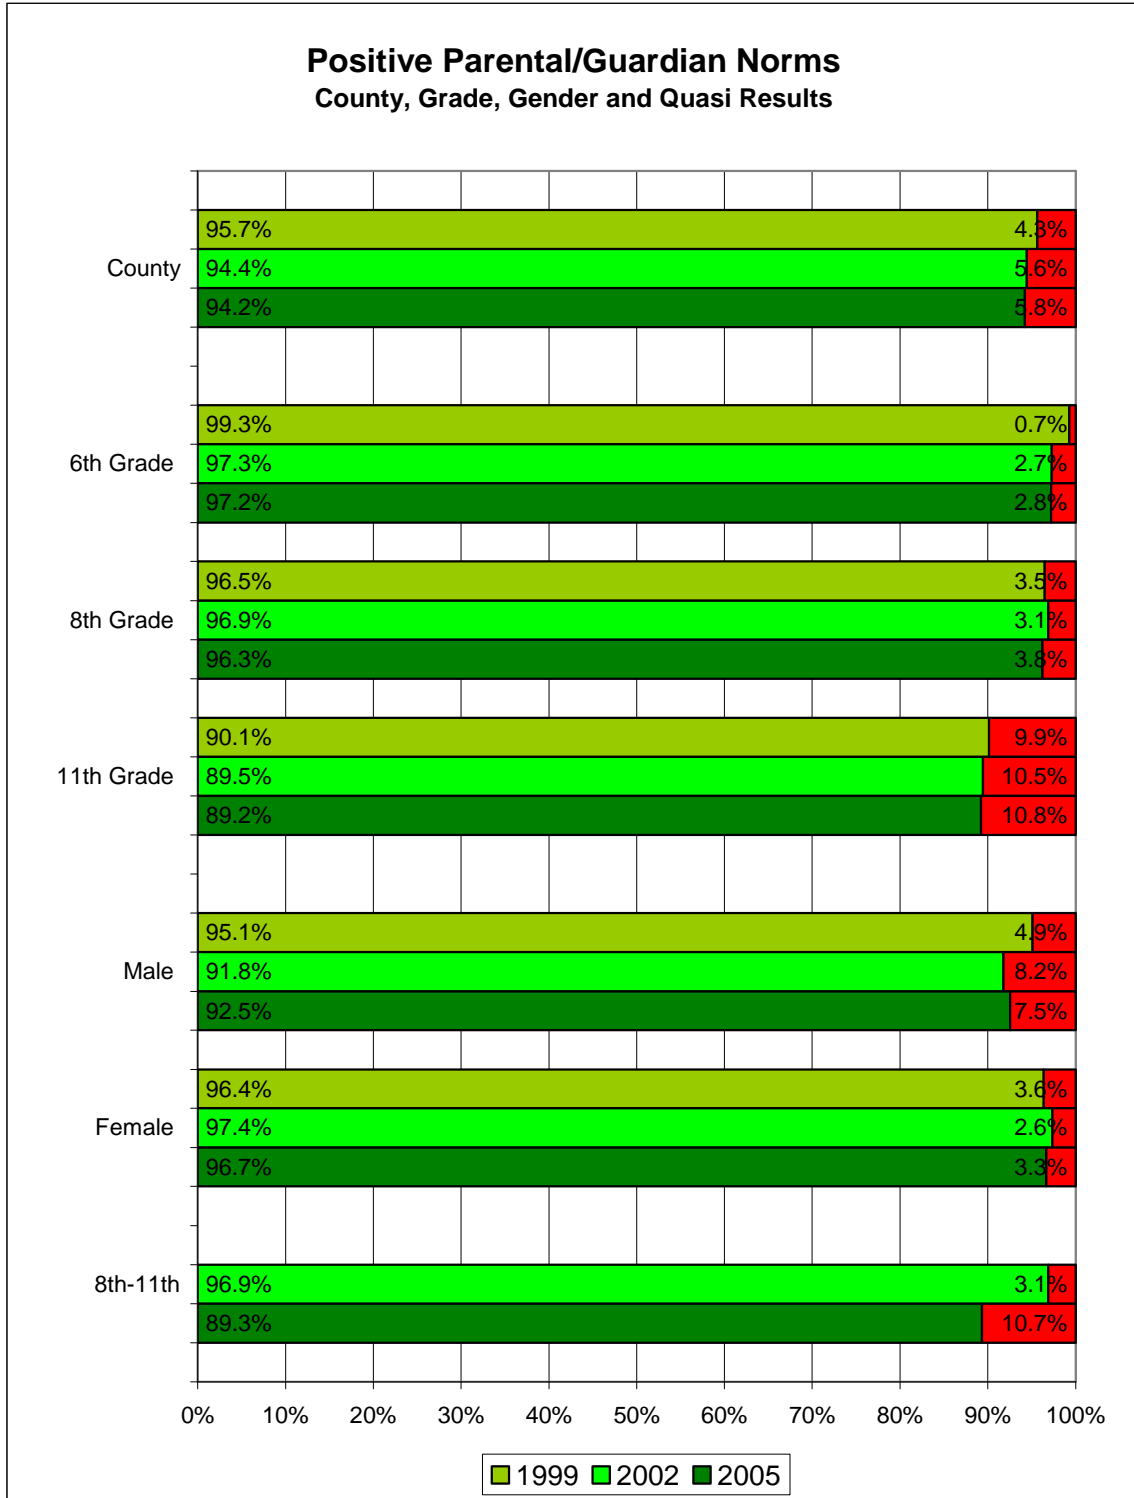 Positive Parental/Guardian Norms
County, Grade, Gender and Quasi Results
95.7% 4.3%
County 94.4% 5.6%
94.2% 5.8%
99.3% 0.7%
6th Grade 97.3% 2.7%
97.2% 2.8%
96.5% 3.5%
8th Grade 96.9% 3.1%
96.3% 3.8%
90.1% 9.9%
11th Grade 89.5% 10.5%
89.2% 10.8%
95.1% 4.9%
Male 91.8% 8.2%
92.5% 7.5%
96.4% 3.6%
Female 97.4% 2.6%
96.7% 3.3%
8th-11th 96.9% 3.1%
89.3% 10.7%
0% 10% 20% 30% 40% 50% 60% 70% 80% 90% 100%
1999 2002 2005